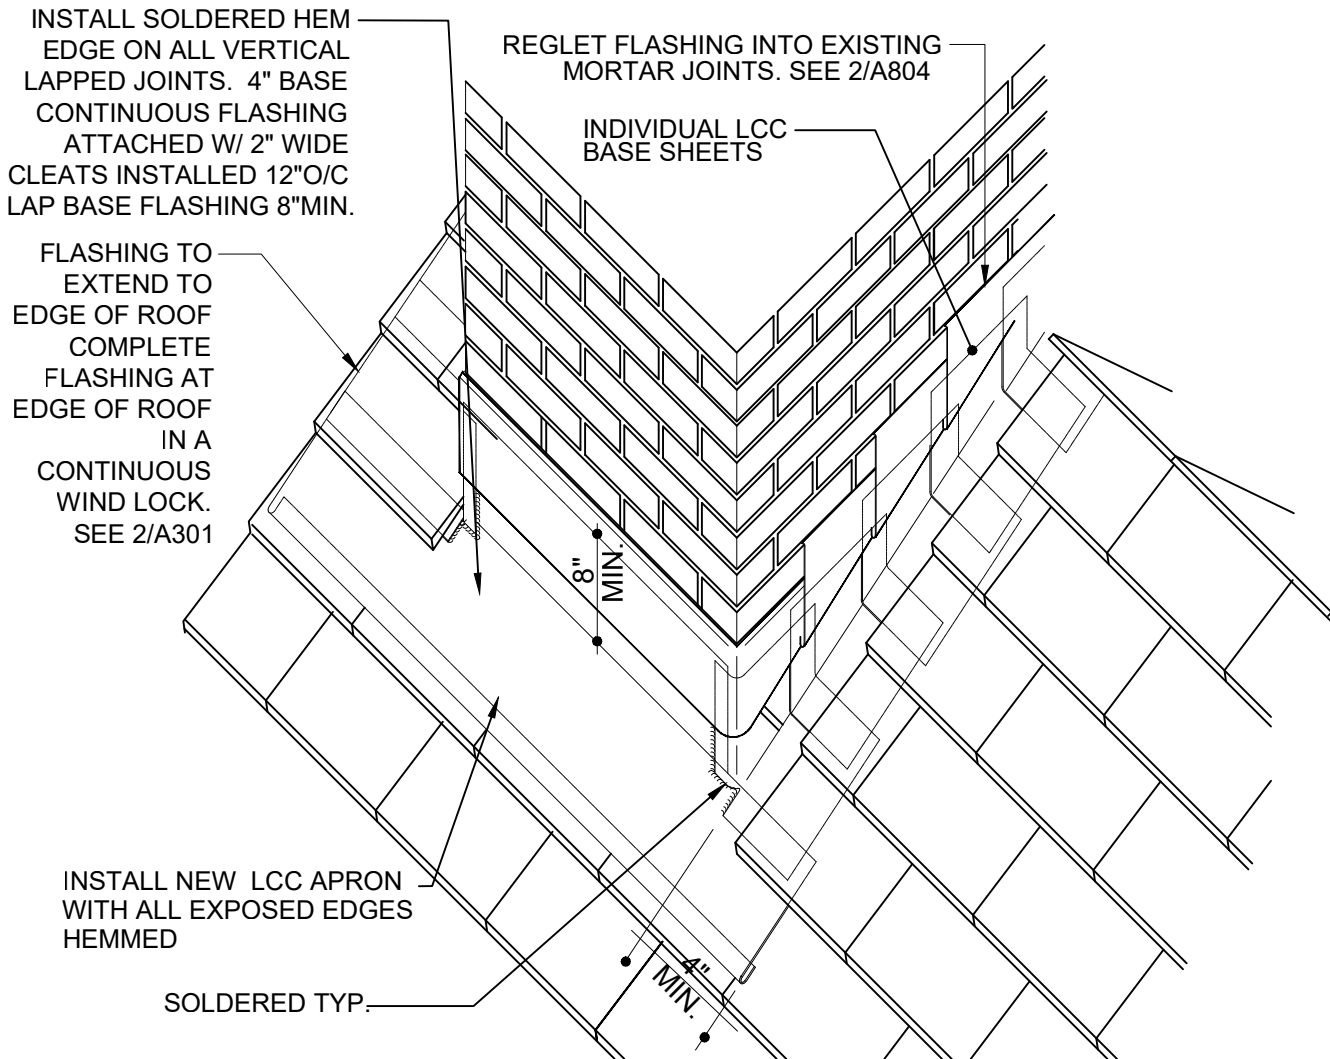 INSTALL SOLDERED HEM
EDGE ON ALL VERTICAL
LAPPED JOINTS. 4" BASE
CONTINUOUS FLASHING
ATTACHED W/ 2" WIDE
CLEATS INSTALLED 12"O/C
LAP BASE FLASHING 8"MIN.
REGLET FLASHING INTO EXISTING
MORTAR JOINTS. SEE 2/A804
INDIVIDUAL LCC
BASE SHEETS
FLASHING TO
EXTEND TO
EDGE OF ROOF
COMPLETE
FLASHING AT
EDGE OF ROOF
IN A
CONTINUOUS
WIND LOCK.
SEE 2/A301
8"
MIN.
INSTALL NEW LCC APRON
WITH ALL EXPOSED EDGES
HEMMED
4"
MIN.
SOLDERED TYP.